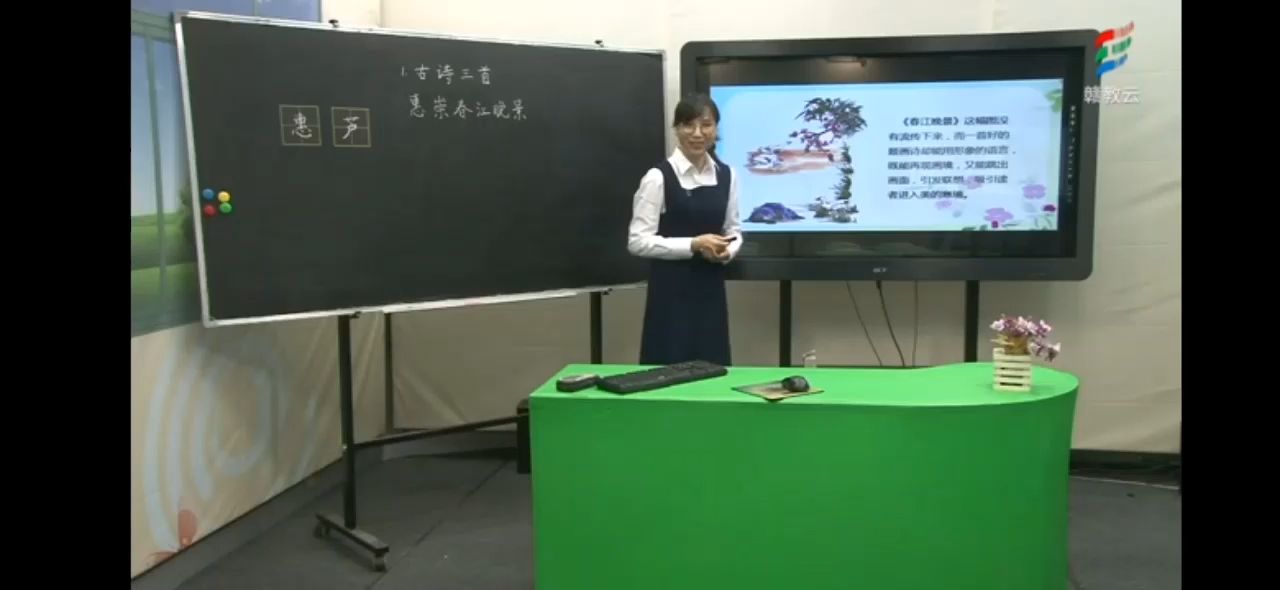 1.古诗三首
惠崇春江晚景
惠 芦
《春江晚景》这幅图没
有流传下来,而一首好的
题画诗却能用形象的语言,
既能再现画境,又能跳出
画面,引发联想,吸引读
者进入美的意境。
赣教云